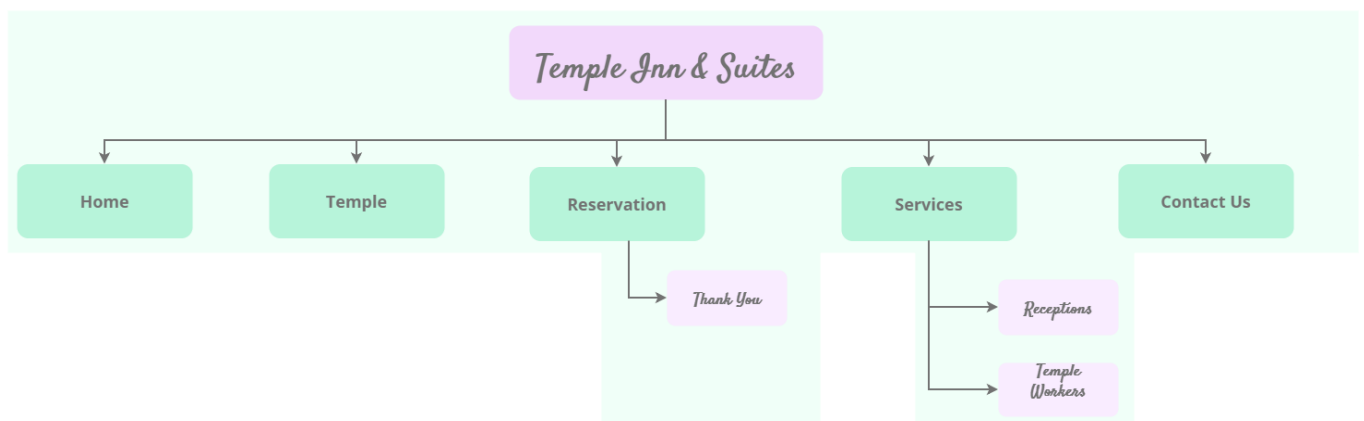 Temple Inn & Suites
Home
Temple
Reservation
Services
Contact Us
Thank You
Receptions
Temple
Workers